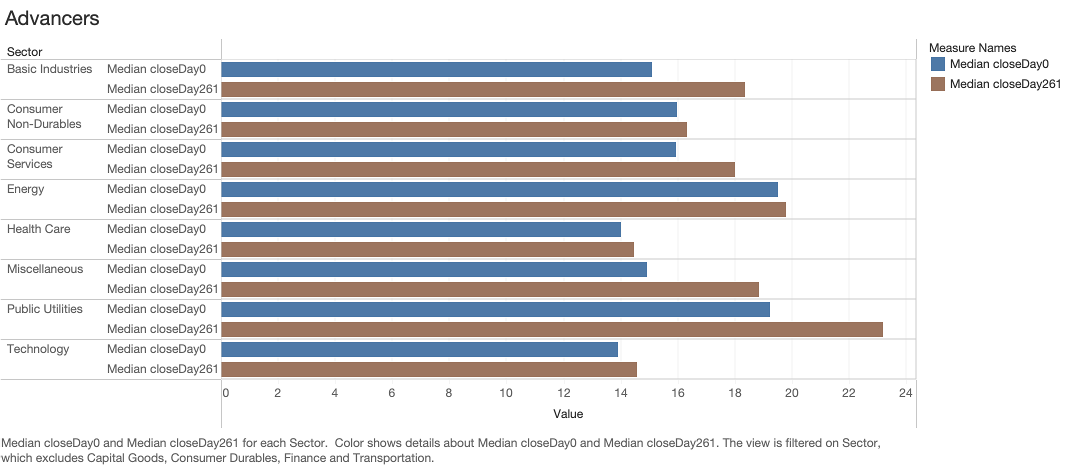 Advancers
Sector
Measure Names
Median closeDay0
Median closeDay261
Basic Industries Median closeDay0
Median closeDay261
Consumer Median closeDay0
Non-Durables Median closeDay261
Consumer Median closeDay0
Services Median closeDay261
Energy Median closeDay0
Median closeDay261
Health Care Median closeDay0
Median closeDay261
Miscellaneous Median closeDay0
Median closeDay261
Public Utilities Median closeDay0
Median closeDay261
Technology Median closeDay0
Median closeDay261
0 2 4 6 8 10 12 14 16 18 20 22 24
Value
Median closeDay0 and Median closeDay261 for each Sector.  Color shows details about Median closeDay0 and Median closeDay261. The view is filtered on Sector,
which excludes Capital Goods, Consumer Durables, Finance and Transportation.